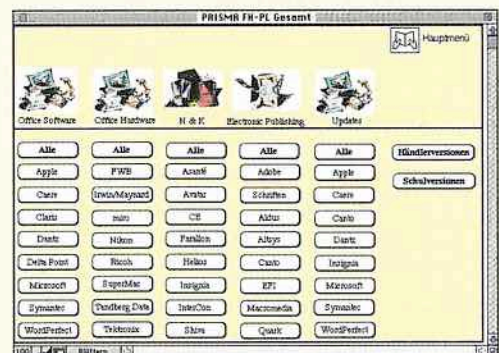 PRISMA FH-PL Gesamt
Hauptmenü
Office Software Office Hardware N & K Electronic Publishing Updates
Alle Alle Alle Alle Alle Händlerversionen
Apple FWB Asanté Adobe Apple Schulversionen
Caere Irwin/Maynard Avatar Schriften Caere
Claris miro CE Aldus Canto
Dantz Nikon Farallon Altsys Dantz
Delta Point Ricoh Helios Canto Insignia
Microsoft SuperMac Insignia EFI Microsoft
Symantec Tandberg Data InterCon Macromedia Symantec
WordPerfect Tektronix Shiva Quark WordPerfect
100 Blättern